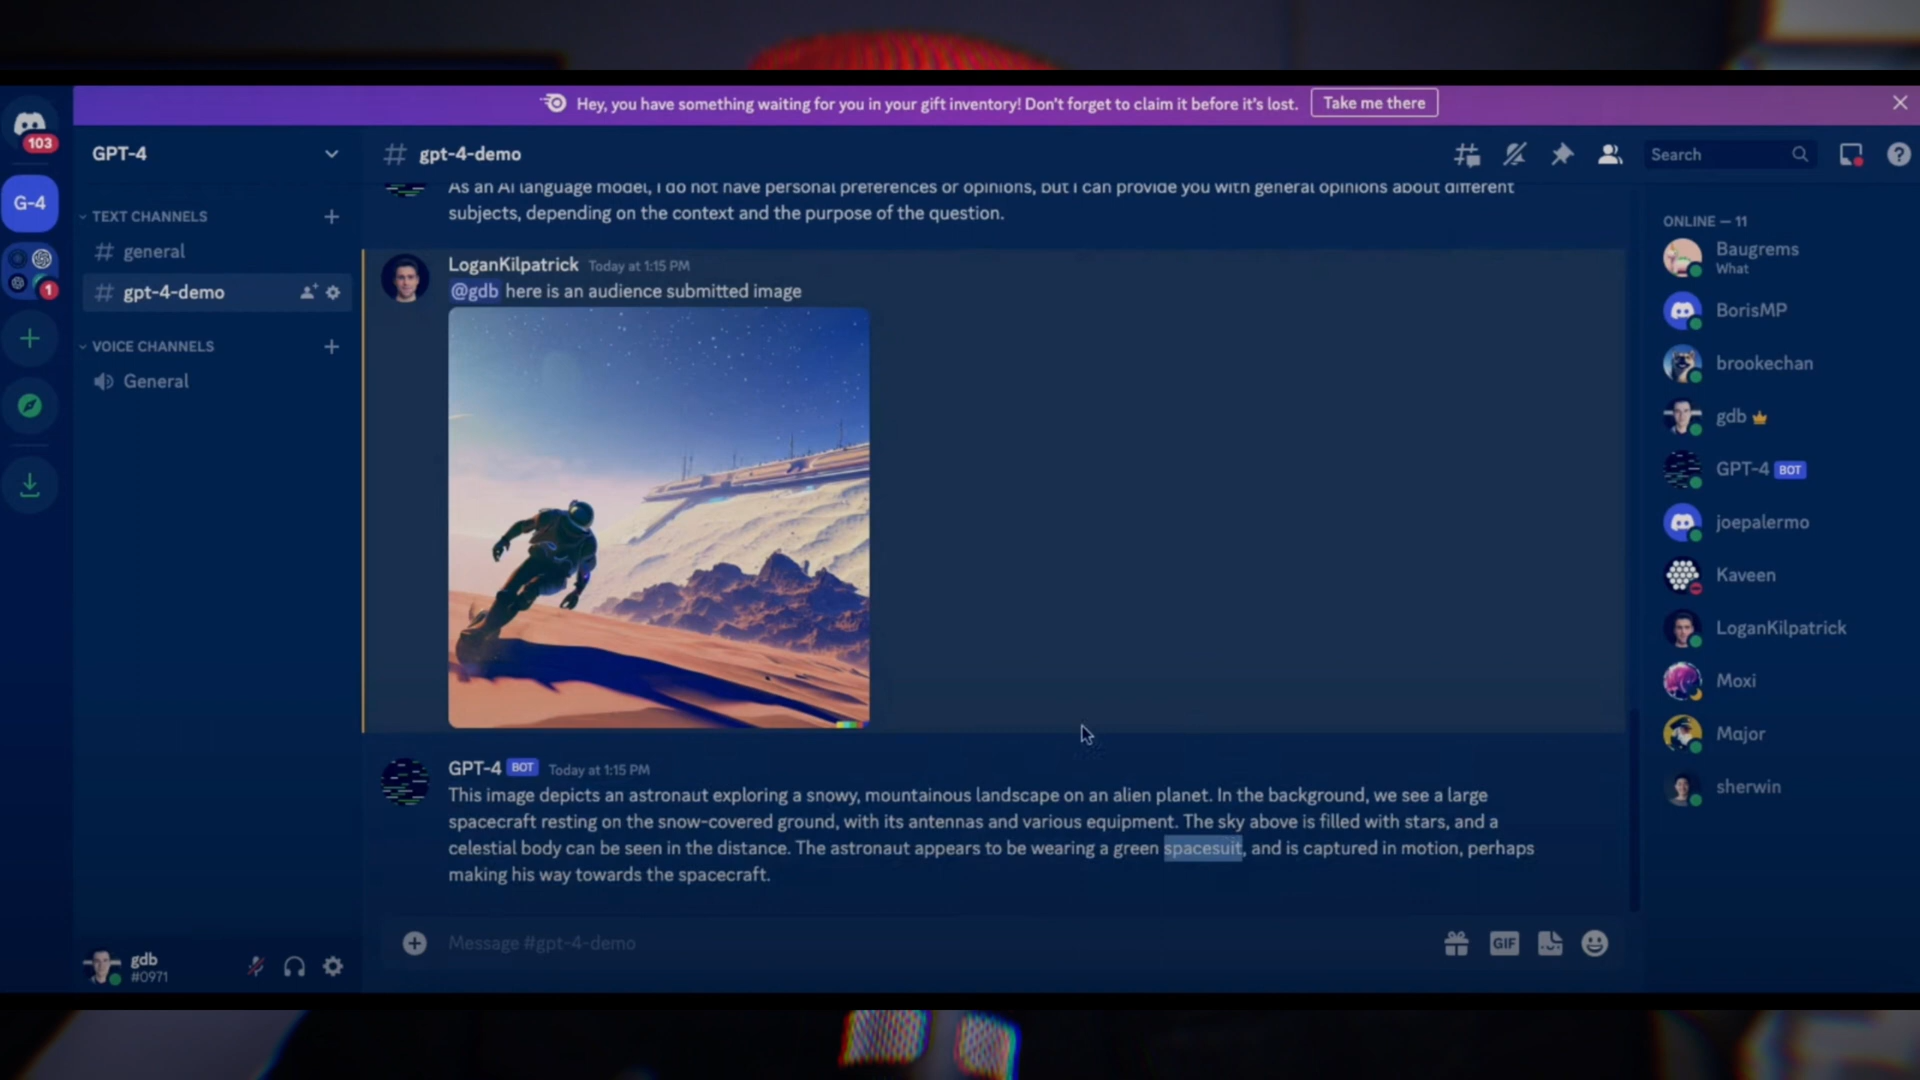 Hey, you have something waiting for you in your gift inventory! Don't forget to claim it before it's lost.
Take me there
103
G-4
1
GPT-4
TEXT CHANNELS
general
gpt-4-demo
VOICE CHANNELS
General
gdb
#0971
gpt-4-demo
Search
As an AI language model, I do not have personal preferences or opinions, but I can provide you with general opinions about different
subjects, depending on the context and the purpose of the question.
LoganKilpatrick Today at 1:15 PM
@gdb here is an audience submitted image
GPT-4 BOT Today at 1:15 PM
This image depicts an astronaut exploring a snowy, mountainous landscape on an alien planet. In the background, we see a large
spacecraft resting on the snow-covered ground, with its antennas and various equipment. The sky above is filled with stars, and a
celestial body can be seen in the distance. The astronaut appears to be wearing a green spacesuit, and is captured in motion, perhaps
making his way towards the spacecraft.
Message #gpt-4-demo
GIF
ONLINE — 11
Baugrems
What
BorisMP
brookechan
gdb
GPT-4 BOT
joepalermo
Kaveen
LoganKilpatrick
Moxi
Major
sherwin